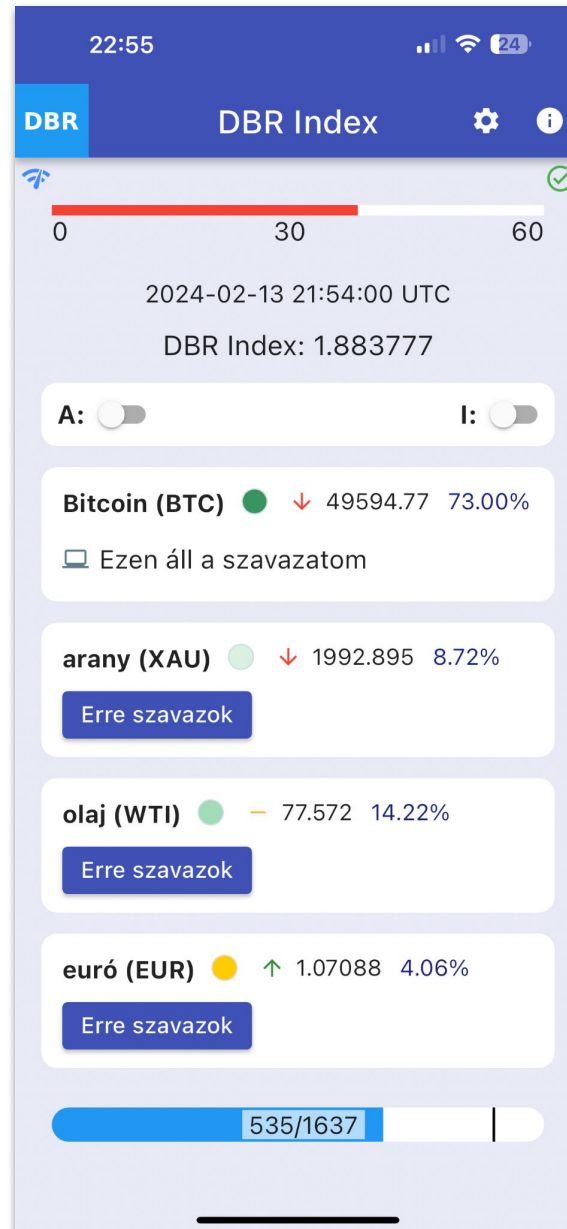 22:55
24
DBR
DBR Index
0 30 60
2024-02-13 21:54:00 UTC
DBR Index: 1.883777
A: I:
Bitcoin (BTC) 49594.77 73.00%
Ezen áll a szavazatom
arany (XAU) 1992.895 8.72%
Erre szavazok
olaj (WTI) 77.572 14.22%
Erre szavazok
euró (EUR) 1.07088 4.06%
Erre szavazok
535/1637